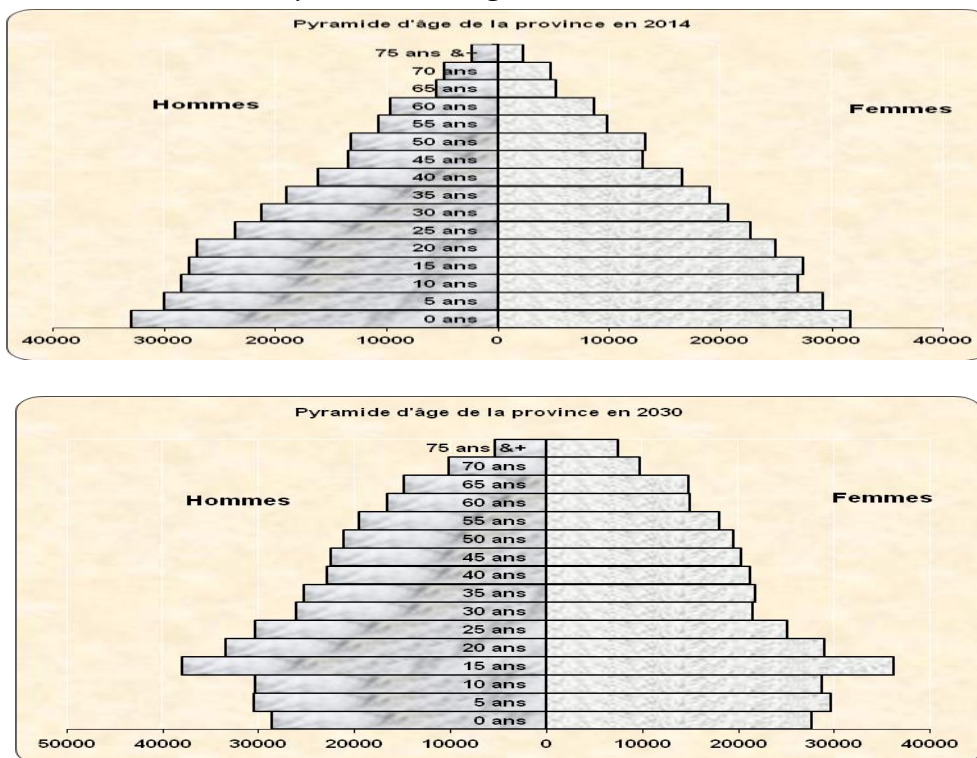 Pyramide d'âge de la province en 2014
75 ans &+
70 ans
65 ans
Hommes
60 ans
Femmes
55 ans
50 ans
45 ans
40 ans
35 ans
30 ans
25 ans
20 ans
15 ans
10 ans
5 ans
0 ans
40000 30000 20000 10000 0 10000 20000 30000 40000
Pyramide d'âge de la province en 2030
75 ans &+
70 ans
65 ans
Hommes
60 ans
Femmes
55 ans
50 ans
45 ans
40 ans
35 ans
30 ans
25 ans
20 ans
15 ans
10 ans
5 ans
0 ans
50000 40000 30000 20000 10000 0 10000 20000 30000 40000